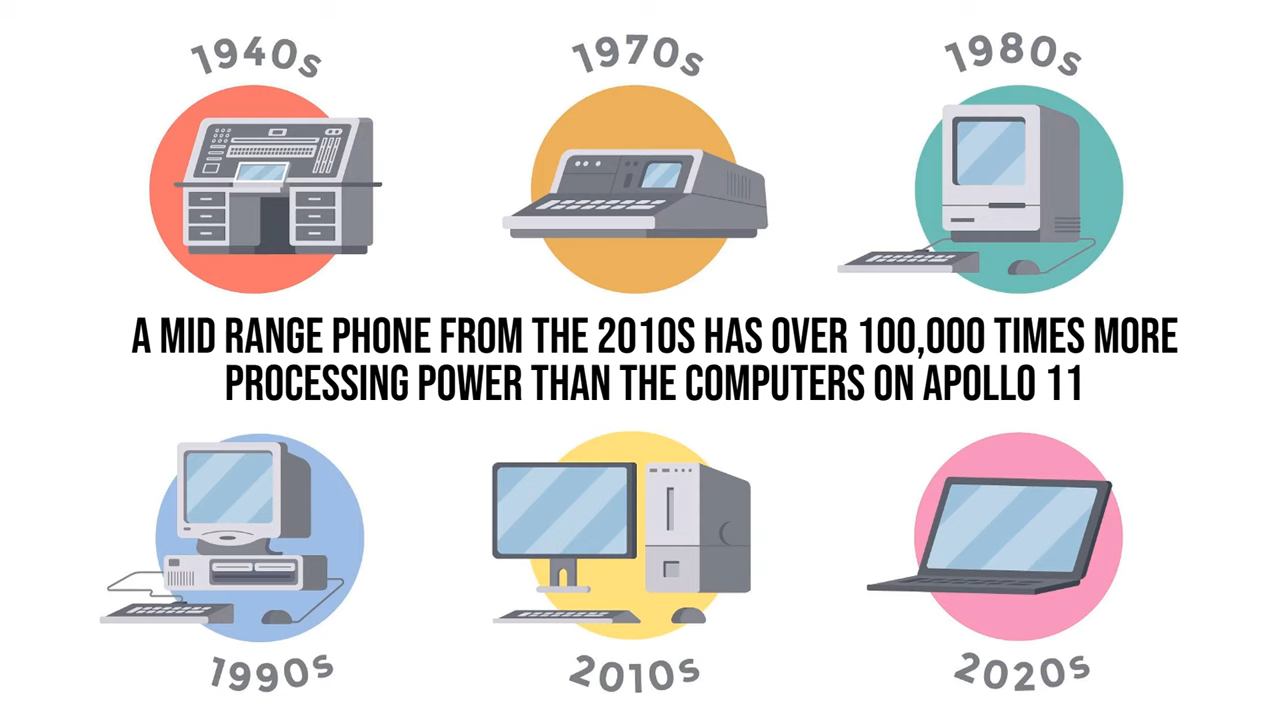 1940s
1970s
1980s
A MID RANGE PHONE FROM THE 2010S HAS OVER 100,000 TIMES MORE
PROCESSING POWER THAN THE COMPUTERS ON APOLLO 11
1990s
2010s
2020s